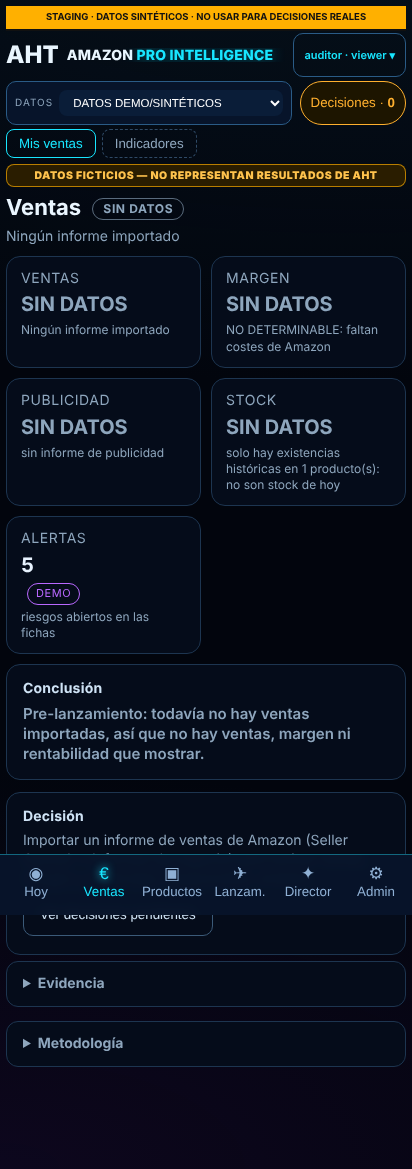 STAGING · DATOS SINTÉTICOS · NO USAR PARA DECISIONES REALES
AHT AMAZON PRO INTELLIGENCE
auditor · viewer ▾
DATOS DATOS DEMO/SINTÉTICOS
Decisiones · 0
Mis ventas
Indicadores
DATOS FICTICIOS — NO REPRESENTAN RESULTADOS DE AHT
Ventas SIN DATOS
Ningún informe importado
VENTAS
SIN DATOS
Ningún informe importado
MARGEN
SIN DATOS
NO DETERMINABLE: faltan
costes de Amazon
PUBLICIDAD
SIN DATOS
sin informe de publicidad
STOCK
SIN DATOS
solo hay existencias
históricas en 1 producto(s):
no son stock de hoy
ALERTAS
5
DEMO
riesgos abiertos en las
fichas
Conclusión
Pre-lanzamiento: todavía no hay ventas
importadas, así que no hay ventas, margen ni
rentabilidad que mostrar.
Decisión
Importar un informe de ventas de Amazon (Seller
Hoy
€ Ventas
Productos
Lanzam.
Director
Admin
Ver decisiones pendientes
▶ Evidencia
▶ Metodología